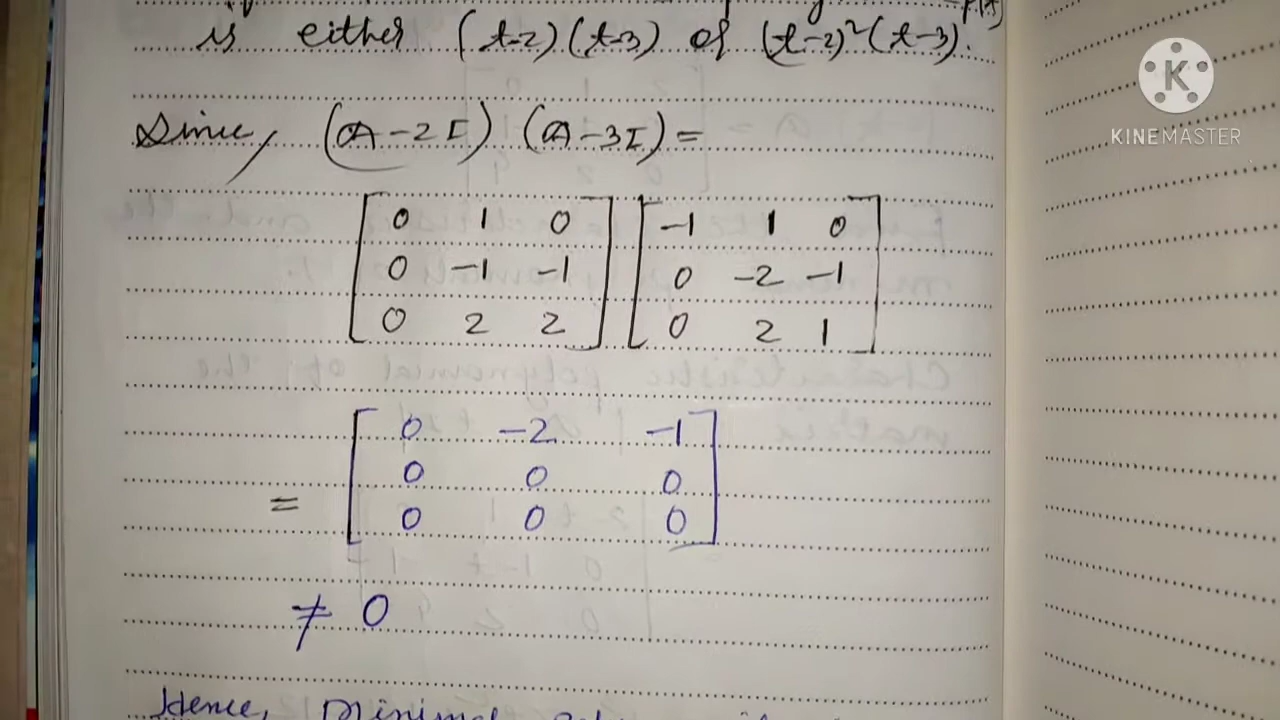 is either (t-2)(t-3) of (t-2)²(t-3).
Since, (A-2I) (A-3I) =
K
KINEMASTER
0 1 0 -1 1 0
0 -1 -1 0 -2 -1
0 2 2 0 2 1
0 -2 -1
= 0 0 0
0 0 0
≠ 0
Hence, Minimal